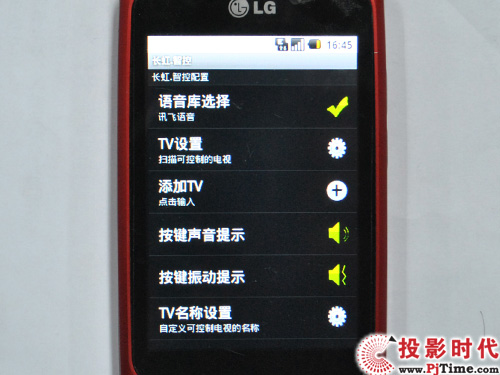 LG
16:45
长虹智控
长虹.智控配置
语音库选择
讯飞语音
TV设置
扫描可控制的电视
添加TV
点击输入
按键声音提示
按键振动提示
TV名称设置
自定义可控制电视的名称
投影时代
www.PjTime.com